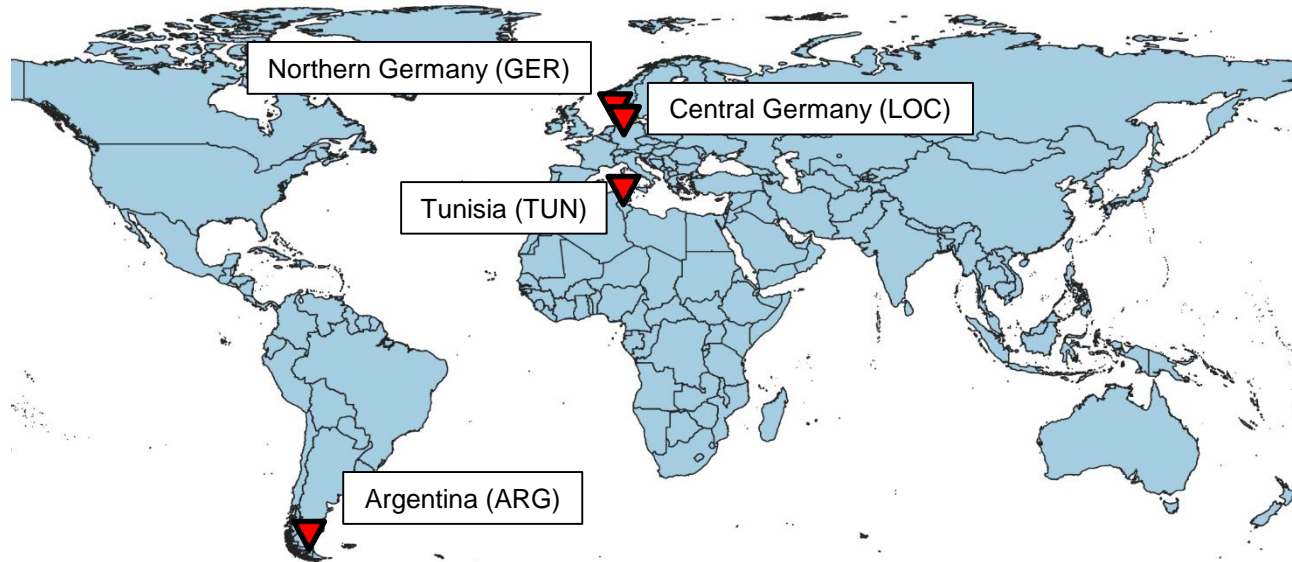 Northern Germany (GER)
Central Germany (LOC)
Tunisia (TUN)
Argentina (ARG)